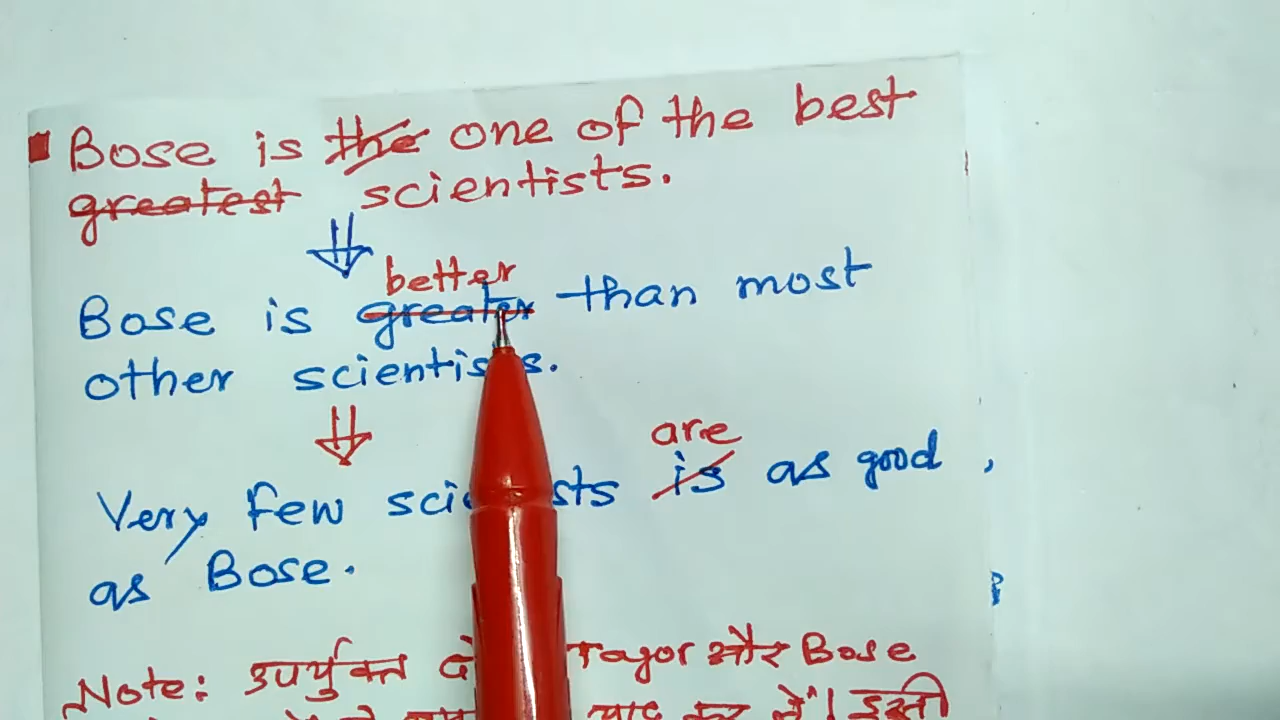 Bose is the one of the best
greatest scientists.
better
Bose is greater than most
other scientists.
are
Very few scientists is as good
as Bose.
Note: उपर्युक्त Tagor और Bose
इसी